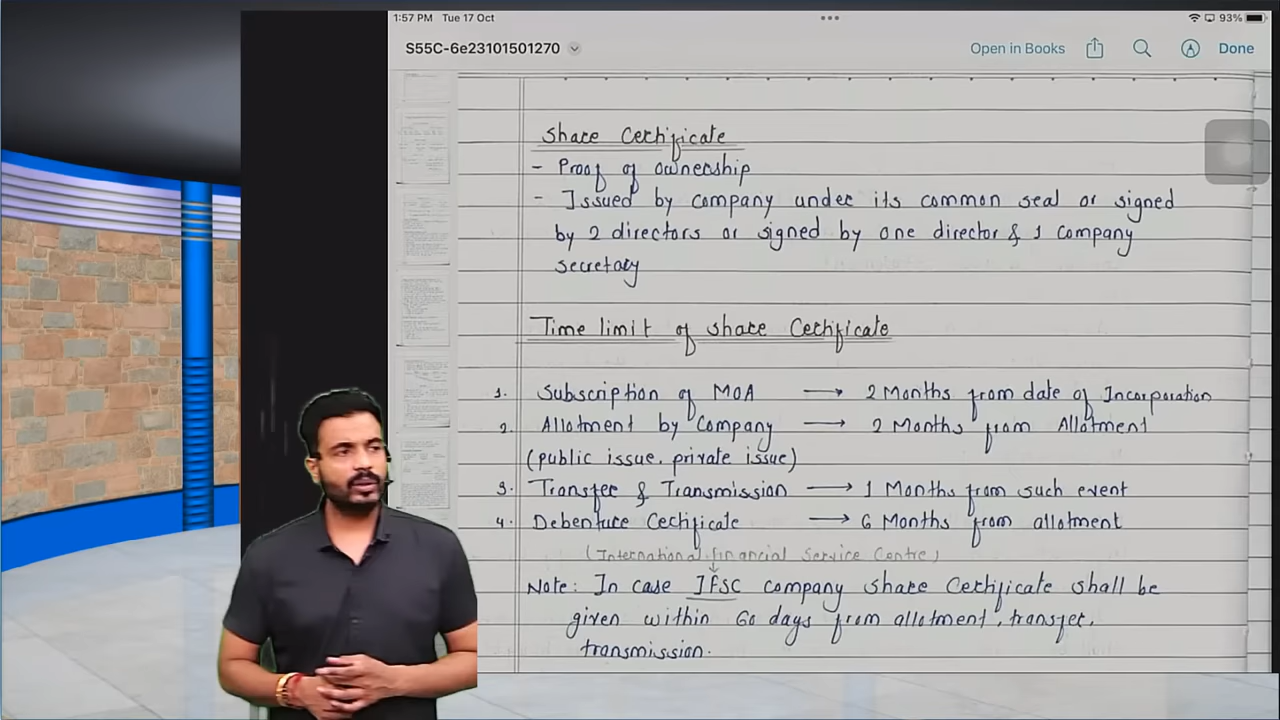 1:57 PM Tue 17 Oct
93%
S55C-6e23101501270
Open in Books
Done
Share Certificate
- Proof of ownership
- Issued by company under its common seal or signed
by 2 directors or signed by one director & 1 company
secretary
Time limit of share Certificate
1. Subscription of MOA → 2 Months from date of Incorporation
2. Allotment by Company → 2 Months from Allotment
(public issue, private issue)
3. Transfer & Transmission → 1 Months from such event
4. Debenture Certificate → 6 Months from allotment
(International financial Service Centre)
Note: In case IFSC company share Certificate shall be
given within 60 days from allotment, transfer,
transmission.